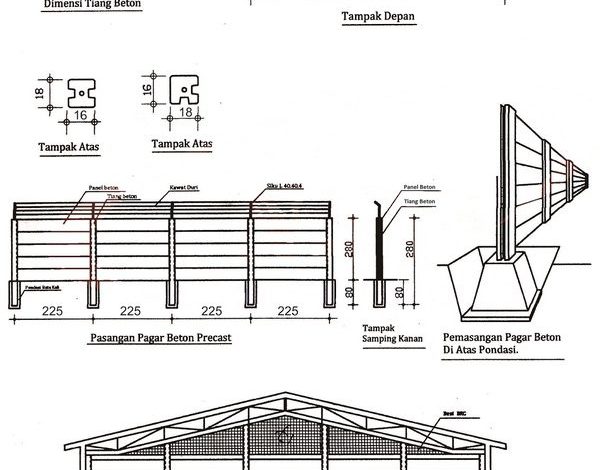 Dimensi Tiang Beton
Tampak Depan
18
16
Tampak Atas
16
18
Tampak Atas
Panel beton
Tiang beton
Kawat Duri
Siku L 40.40.4
280
80
Pondasi Batu Kali
225
225
225
225
Pasangan Pagar Beton Precast
Panel Beton
Tiang Beton
280
80
Tampak
Samping Kanan
Pemasangan Pagar Beton
Di Atas Pondasi.
Besi BRC